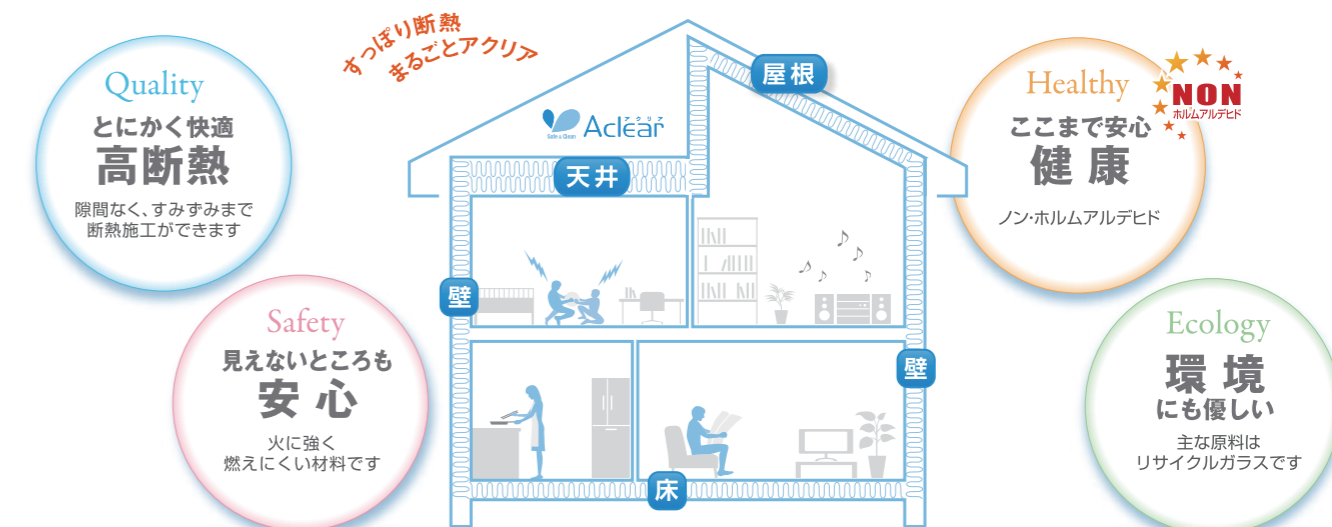 すっぽり断熱
まるごとアクリア
Quality
とにかく快適
高断熱
隙間なく、すみずみまで
断熱施工ができます
Safety
見えないところも
安心
火に強く
燃えにくい材料です
アクリア
Aclear
Safe & Clean
屋根
天井
壁
壁
床
Healthy
ここまで安心
健康
ノン・ホルムアルデヒド
NON
ホルムアルデヒド
Ecology
環境
にも優しい
主な原料は
リサイクルガラスです